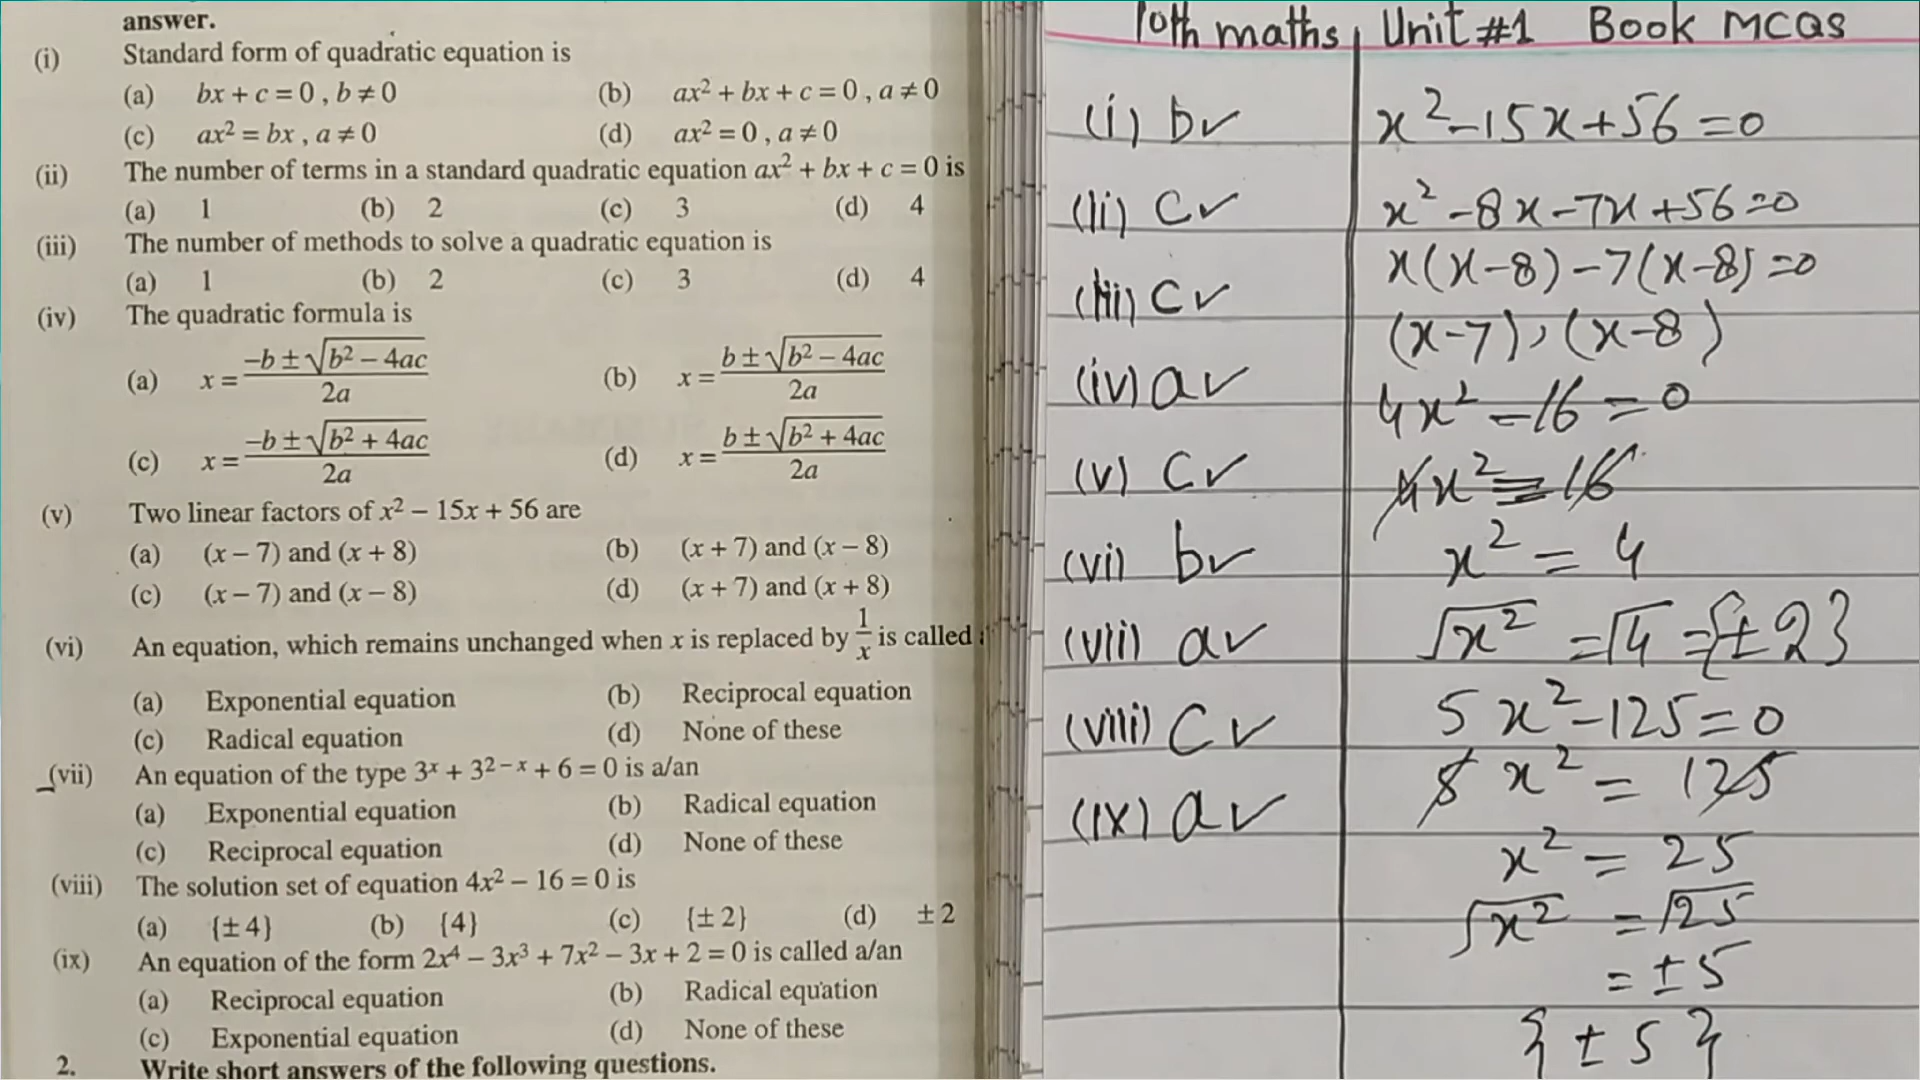 answer.
(i) Standard form of quadratic equation is
(a) bx + c = 0 , b ≠ 0 (b) ax² + bx + c = 0 , a ≠ 0
(c) ax² = bx , a ≠ 0 (d) ax² = 0 , a ≠ 0
(ii) The number of terms in a standard quadratic equation ax² + bx + c = 0 is
(a) 1 (b) 2 (c) 3 (d) 4
(iii) The number of methods to solve a quadratic equation is
(a) 1 (b) 2 (c) 3 (d) 4
(iv) The quadratic formula is
(a) x = (–b ± √(b² – 4ac))/2a (b) x = (b ± √(b² – 4ac))/2a
(c) x = (–b ± √(b² + 4ac))/2a (d) x = (b ± √(b² + 4ac))/2a
(v) Two linear factors of x² – 15x + 56 are
(a) (x – 7) and (x + 8) (b) (x + 7) and (x – 8)
(c) (x – 7) and (x – 8) (d) (x + 7) and (x + 8)
(vi) An equation, which remains unchanged when x is replaced by 1/x is called
(a) Exponential equation (b) Reciprocal equation
(c) Radical equation (d) None of these
(vii) An equation of the type 3ˣ + 3²⁻ˣ + 6 = 0 is a/an
(a) Exponential equation (b) Radical equation
(c) Reciprocal equation (d) None of these
(viii) The solution set of equation 4x² – 16 = 0 is
(a) {± 4} (b) {4} (c) {± 2} (d) ± 2
(ix) An equation of the form 2x⁴ – 3x³ + 7x² – 3x + 2 = 0 is called a/an
(a) Reciprocal equation (b) Radical equation
(c) Exponential equation (d) None of these
2. Write short answers of the following questions.
10th maths Unit #1 Book MCQS
(i) b✓
(ii) c✓
(iii) c✓
(iv) a✓
(v) c✓
(vi) b✓
(vii) a✓
(viii) c✓
(ix) a✓
x²-15x+56=0
x²-8x-7x+56=0
x(x-8)-7(x-8)=0
(x-7),(x-8)
4x²-16=0
4x²=16
x²=4
√x²=√4={±2}
5x²-125=0
5x²=125
x²=25
√x²=√25
=±5
{±5}